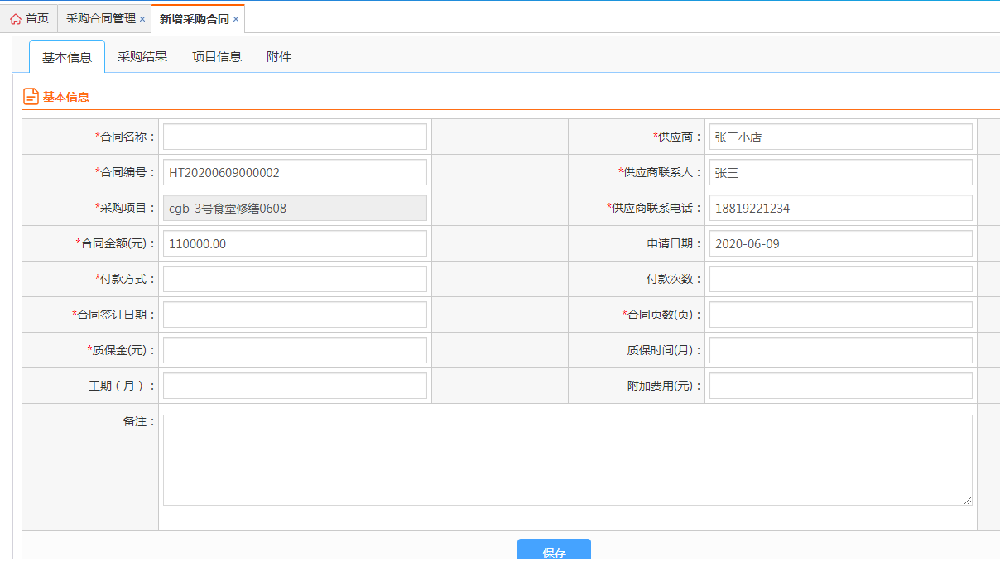 首页 采购合同管理 × 新增采购合同 ×
基本信息 采购结果 项目信息 附件
基本信息
*合同名称： *供应商： 张三小店
*合同编号： HT20200609000002 *供应商联系人： 张三
*采购项目： cgb-3号食堂修缮0608 *供应商联系电话： 18819221234
*合同金额(元)： 110000.00 申请日期： 2020-06-09
*付款方式： 付款次数：
*合同签订日期： *合同页数(页)：
*质保金(元)： 质保时间(月)：
工期（月）： 附加费用(元)：
备注：
保存